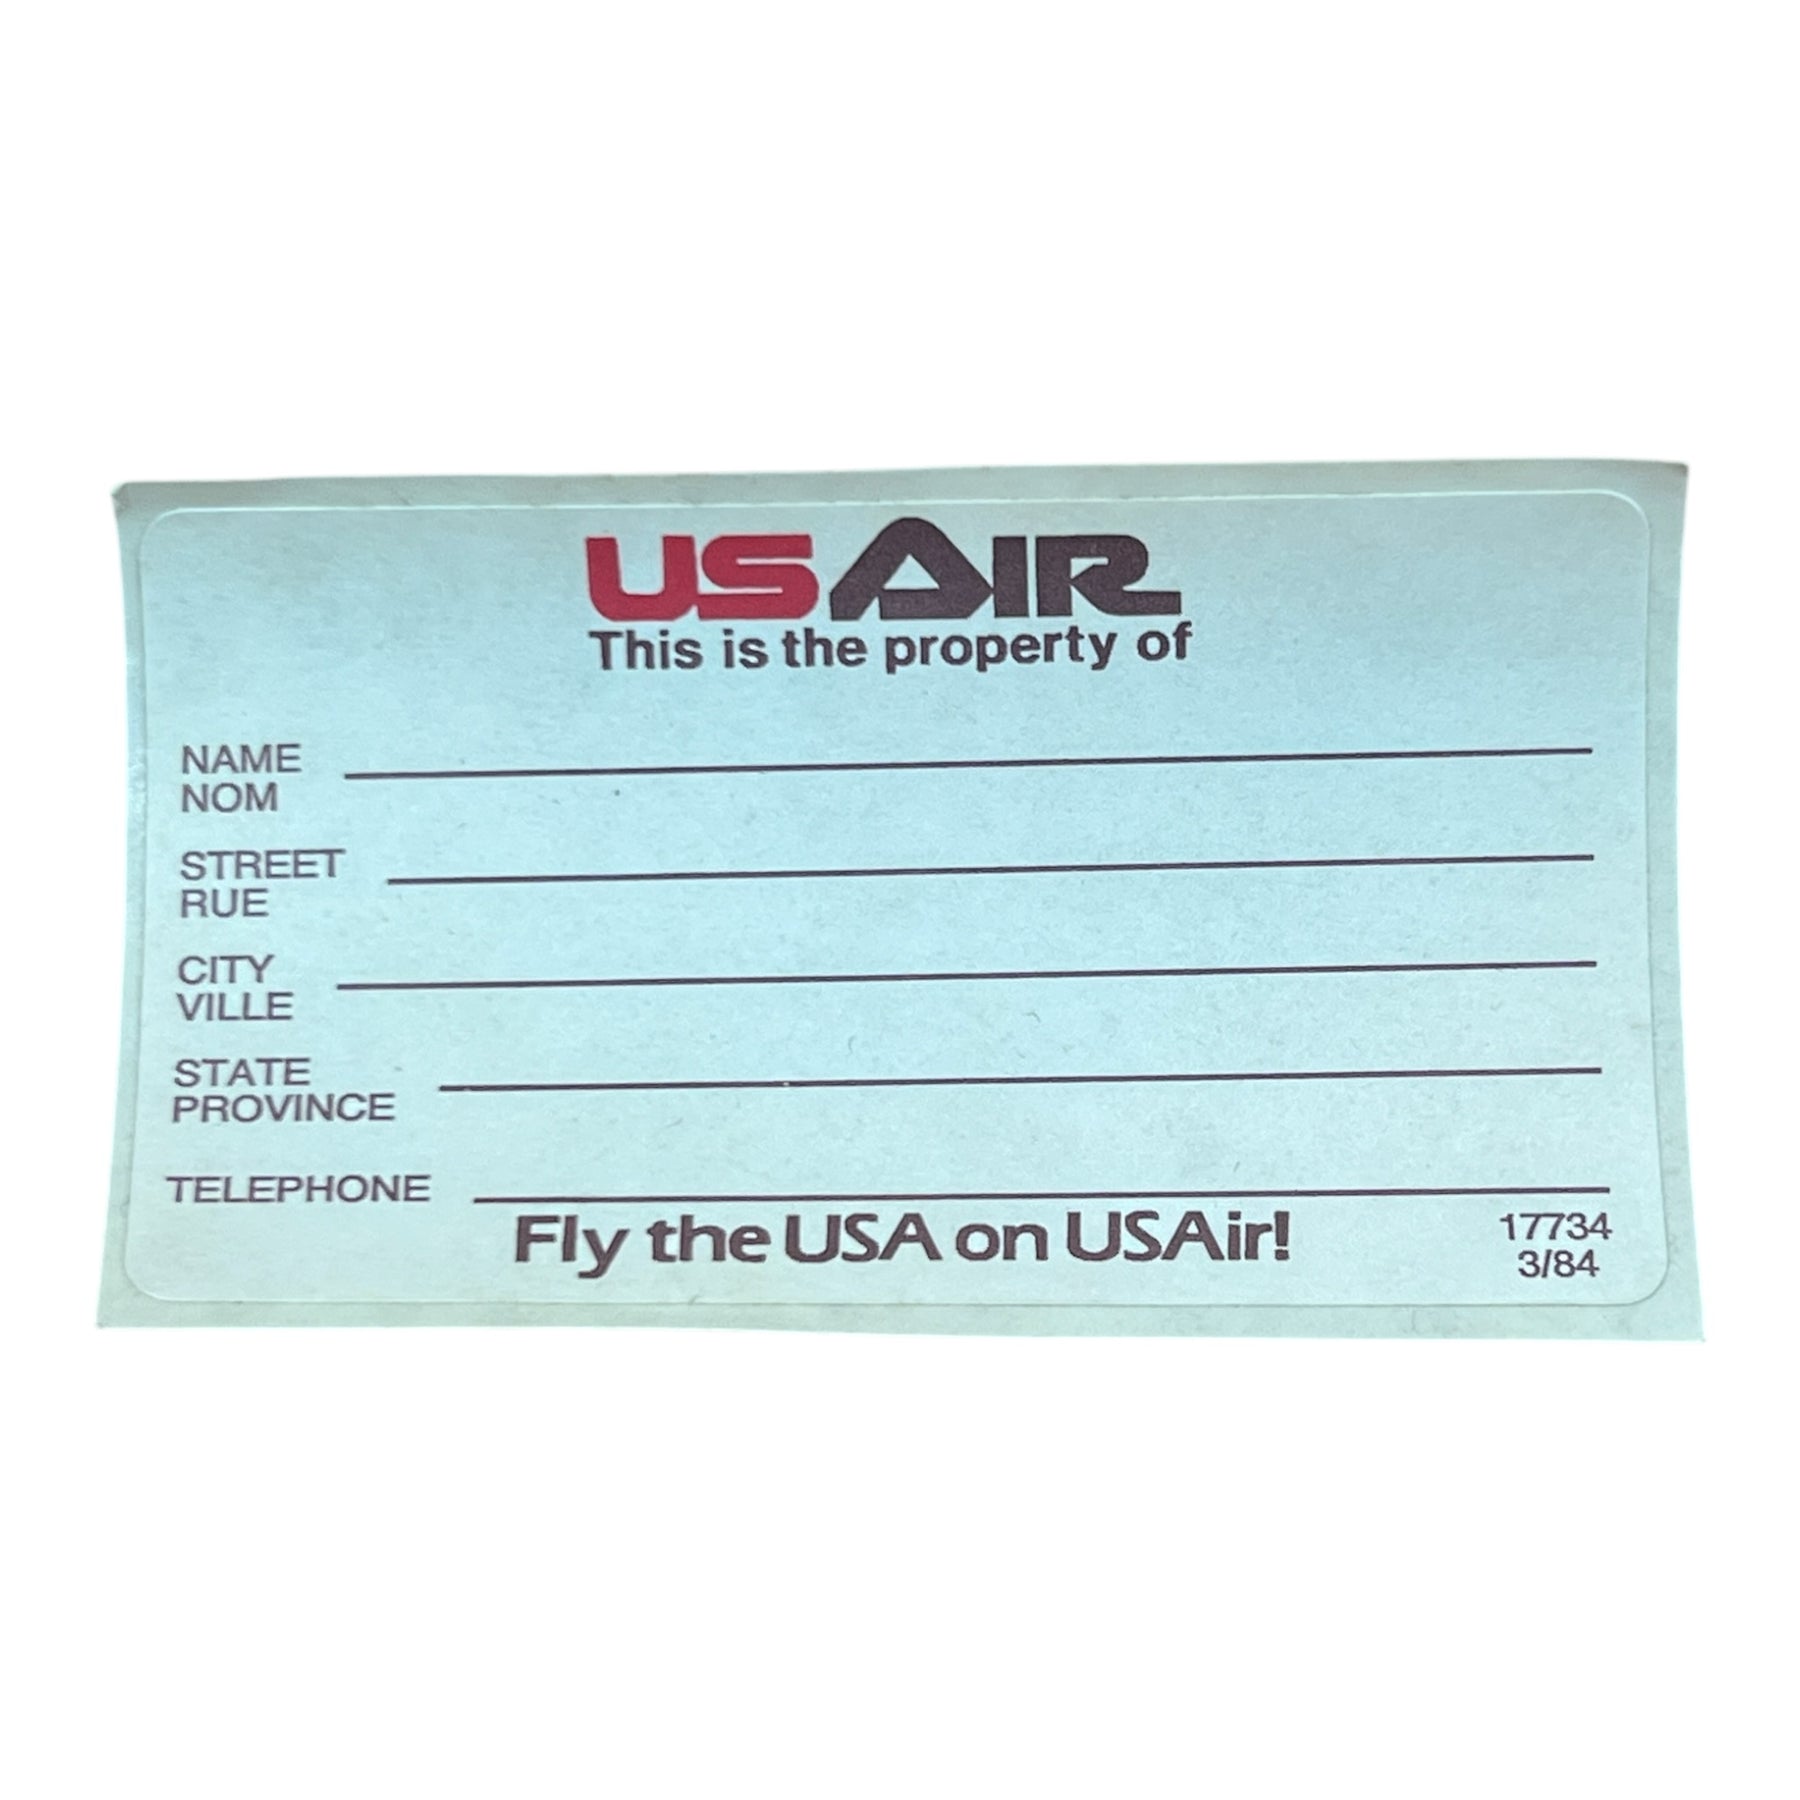 USAIR
This is the property of
NAME
NOM
STREET
RUE
CITY
VILLE
STATE
PROVINCE
TELEPHONE
Fly the USA on USAir!
17734
3/84